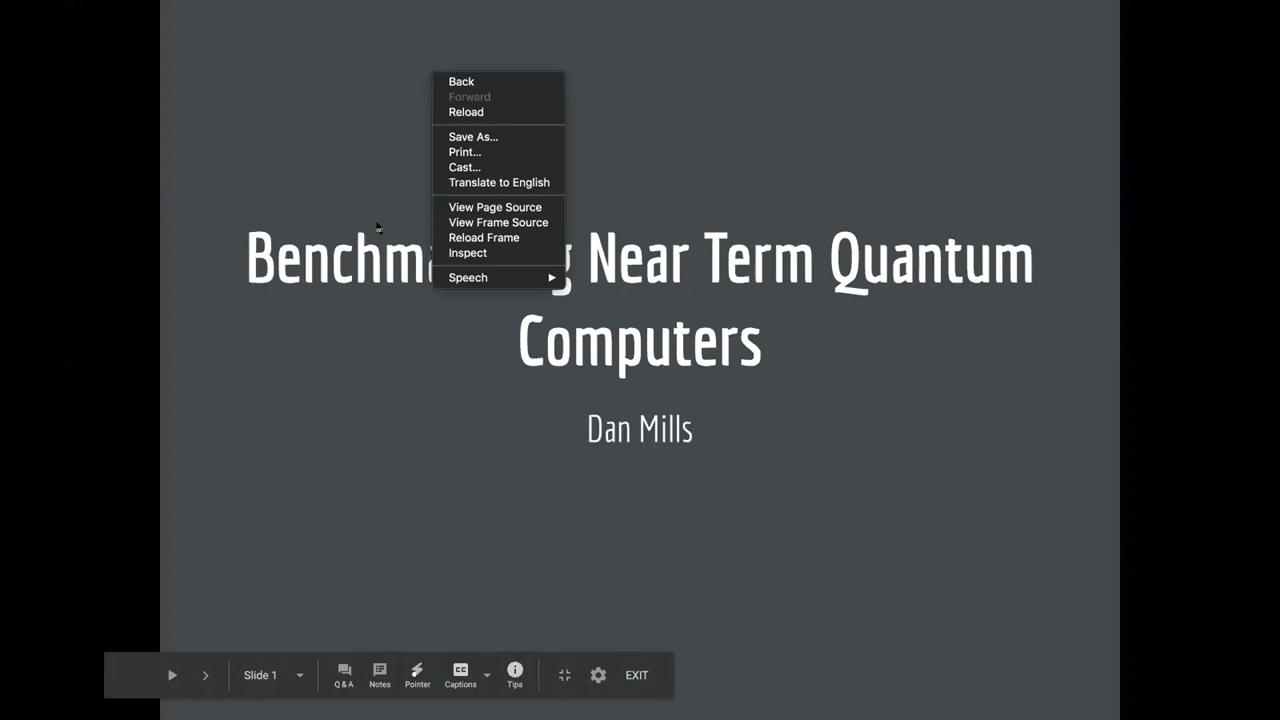 Back
Forward
Reload
Save As...
Print...
Cast...
Translate to English
View Page Source
View Frame Source
Reload Frame
Inspect
Speech
Near Term Quantum
Computers
Dan Mills
Slide 1
Q & A
Notes
Pointer
CC
Captions
Tips
EXIT